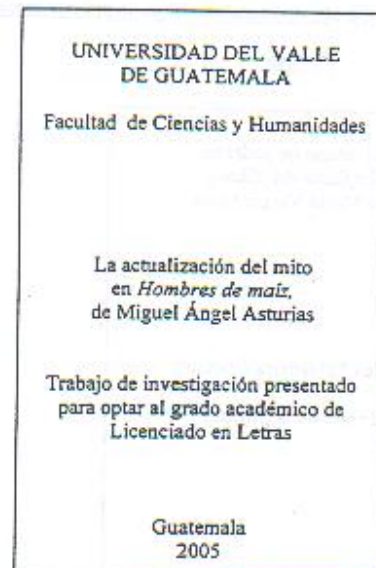 UNIVERSIDAD DEL VALLE
DE GUATEMALA
Facultad de Ciencias y Humanidades
La actualización del mito
en Hombres de maíz,
de Miguel Ángel Asturias
Trabajo de investigación presentado
para optar al grado académico de
Licenciado en Letras
Guatemala
2005